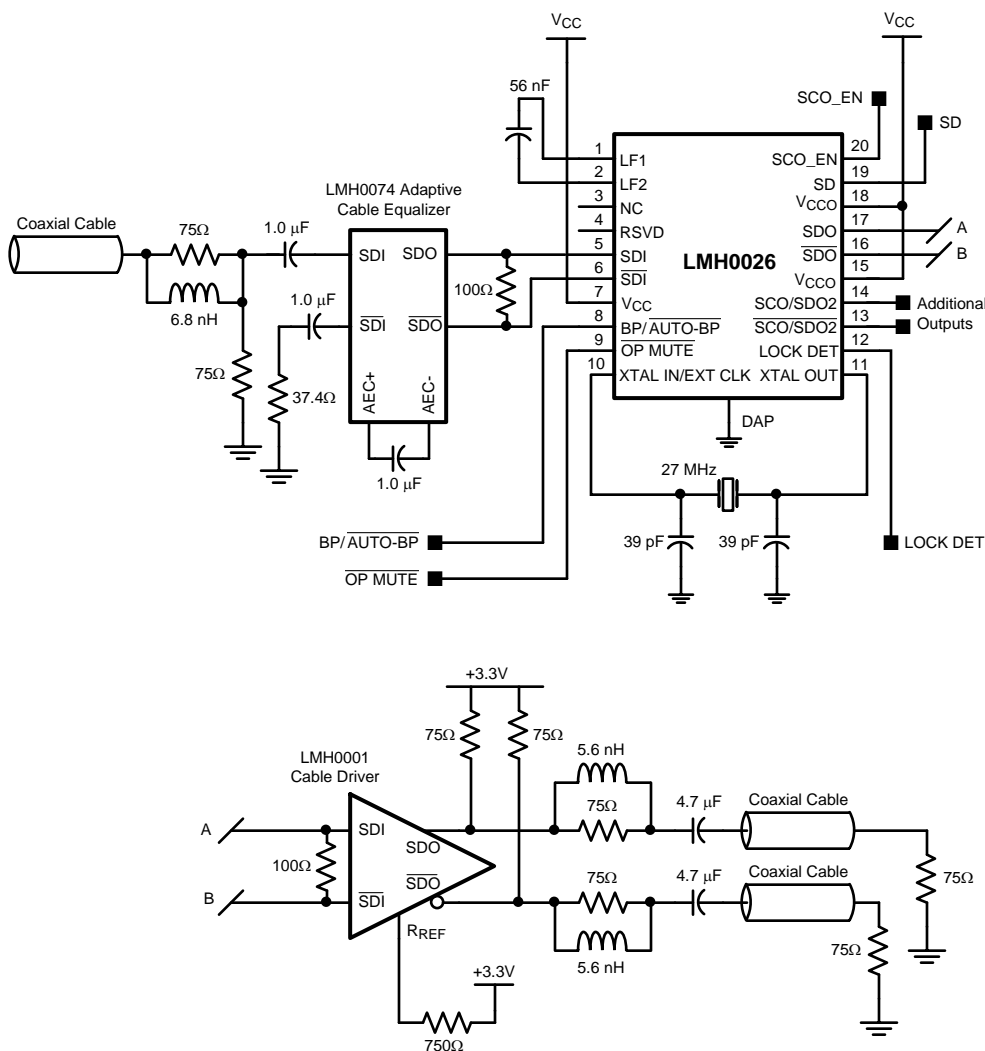 VCC
VCC
56 nF
SCO_EN
SD
1
LF1
2
LF2
3
NC
4
RSVD
5
SDI
6
SDI
7
VCC
8
BP/AUTO-BP
9
OP MUTE
10
XTAL IN/EXT CLK
LMH0026
20
SCO_EN
19
SD
18
VCCO
17
SDO
16
SDO
15
VCCO
14
SCO/SDO2
13
SCO/SDO2
12
LOCK DET
11
XTAL OUT
A
B
Additional
Outputs
DAP
LMH0074 Adaptive
Cable Equalizer
Coaxial Cable
75Ω
6.8 nH
75Ω
1.0 µF
1.0 µF
37.4Ω
SDI
SDO
SDI
SDO
AEC+
AEC-
1.0 µF
100Ω
27 MHz
39 pF
39 pF
BP/AUTO-BP
OP MUTE
LOCK DET
+3.3V
75Ω
75Ω
LMH0001
Cable Driver
A
B
100Ω
SDI
SDO
SDO
SDI
RREF
+3.3V
750Ω
5.6 nH
75Ω
4.7 µF
Coaxial Cable
75Ω
75Ω
5.6 nH
4.7 µF
Coaxial Cable
75Ω